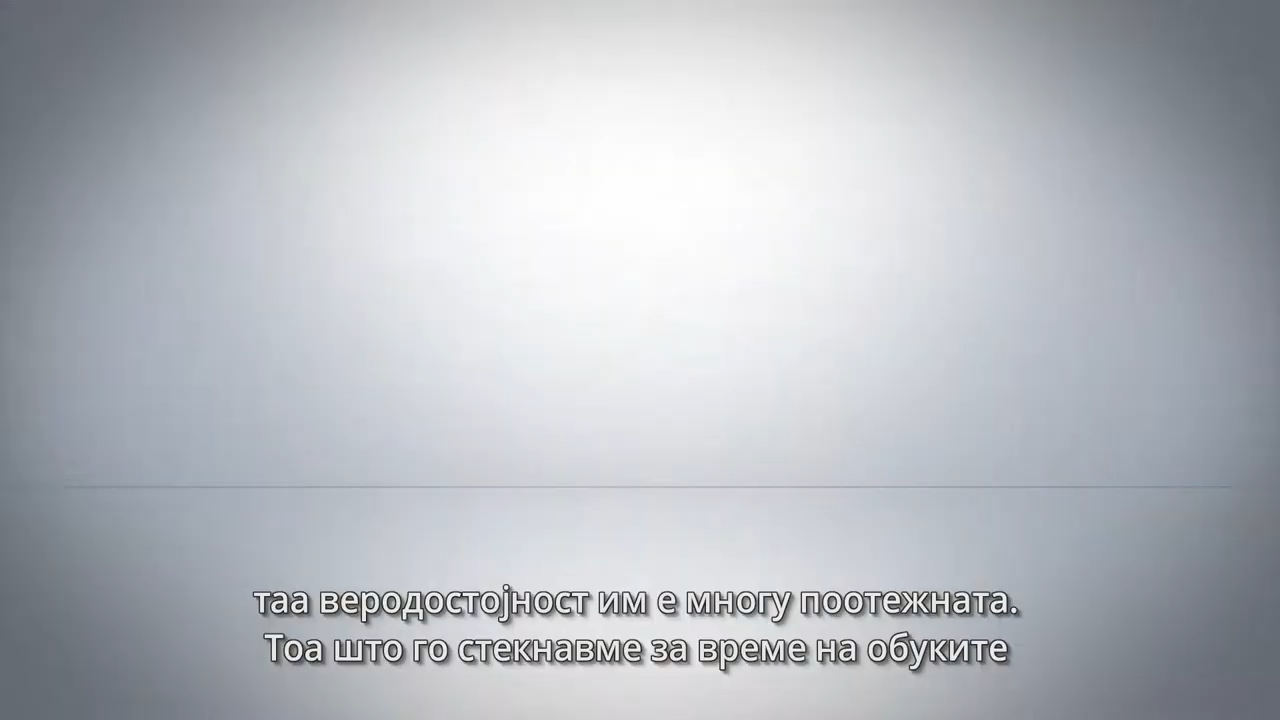 таа веродостојност им е многу поотежната.
Тоа што го стекнавме за време на обуките